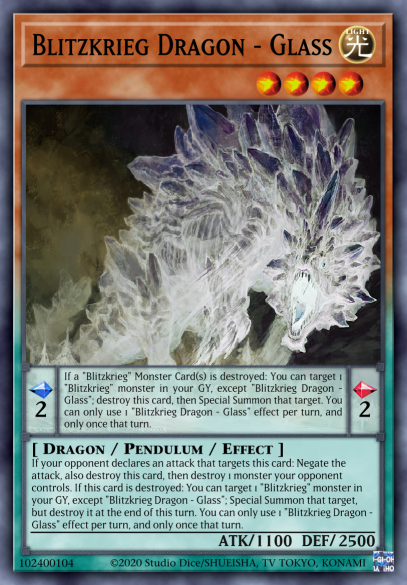 BLITZKRIEG DRAGON - GLASS
LIGHT
光
If a "Blitzkrieg" Monster Card(s) is destroyed: You can target 1
"Blitzkrieg" monster in your GY, except "Blitzkrieg Dragon -
Glass"; destroy this card, then Special Summon that target. You
can only use 1 "Blitzkrieg Dragon - Glass" effect per turn, and
only once that turn.
2
2
[ DRAGON / PENDULUM / EFFECT ]
If your opponent declares an attack that targets this card: Negate the
attack, also destroy this card, then destroy 1 monster your opponent
controls. If this card is destroyed: You can target 1 "Blitzkrieg" monster in
your GY, except "Blitzkrieg Dragon - Glass"; Special Summon that target,
but destroy it at the end of this turn. You can only use 1 "Blitzkrieg Dragon -
Glass" effect per turn, and only once that turn.
ATK/1100 DEF/2500
102400104
©2020 Studio Dice/SHUEISHA, TV TOKYO, KONAMI